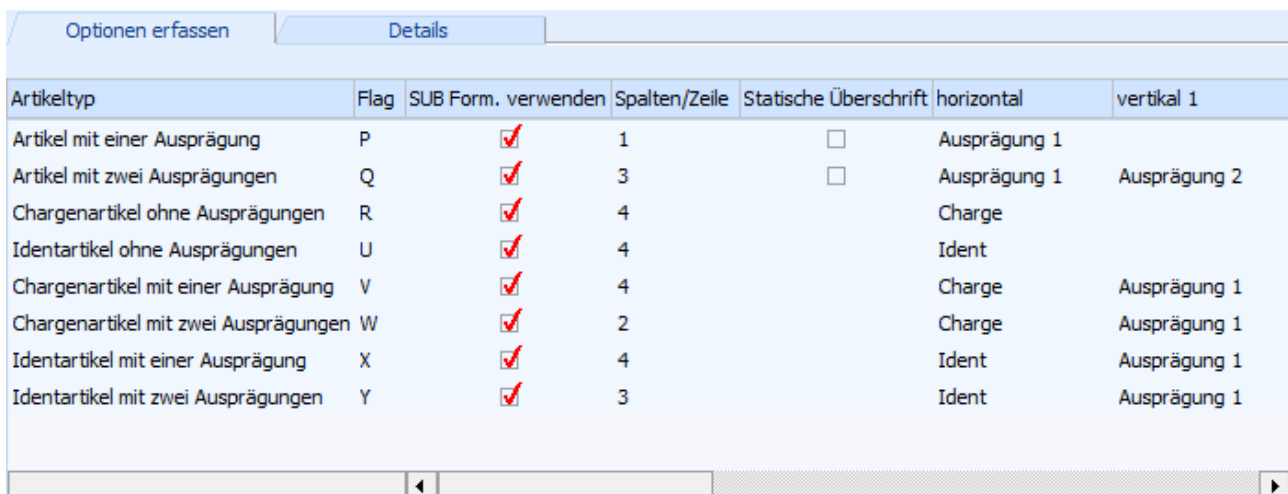 Optionen erfassen Details
Artikeltyp Flag SUB Form. verwenden Spalten/Zeile Statische Überschrift horizontal vertikal 1
Artikel mit einer Ausprägung P 1 Ausprägung 1
Artikel mit zwei Ausprägungen Q 3 Ausprägung 1 Ausprägung 2
Chargenartikel ohne Ausprägungen R 4 Charge
Identartikel ohne Ausprägungen U 4 Ident
Chargenartikel mit einer Ausprägung V 4 Charge Ausprägung 1
Chargenartikel mit zwei Ausprägungen W 2 Charge Ausprägung 1
Identartikel mit einer Ausprägung X 4 Ident Ausprägung 1
Identartikel mit zwei Ausprägungen Y 3 Ident Ausprägung 1